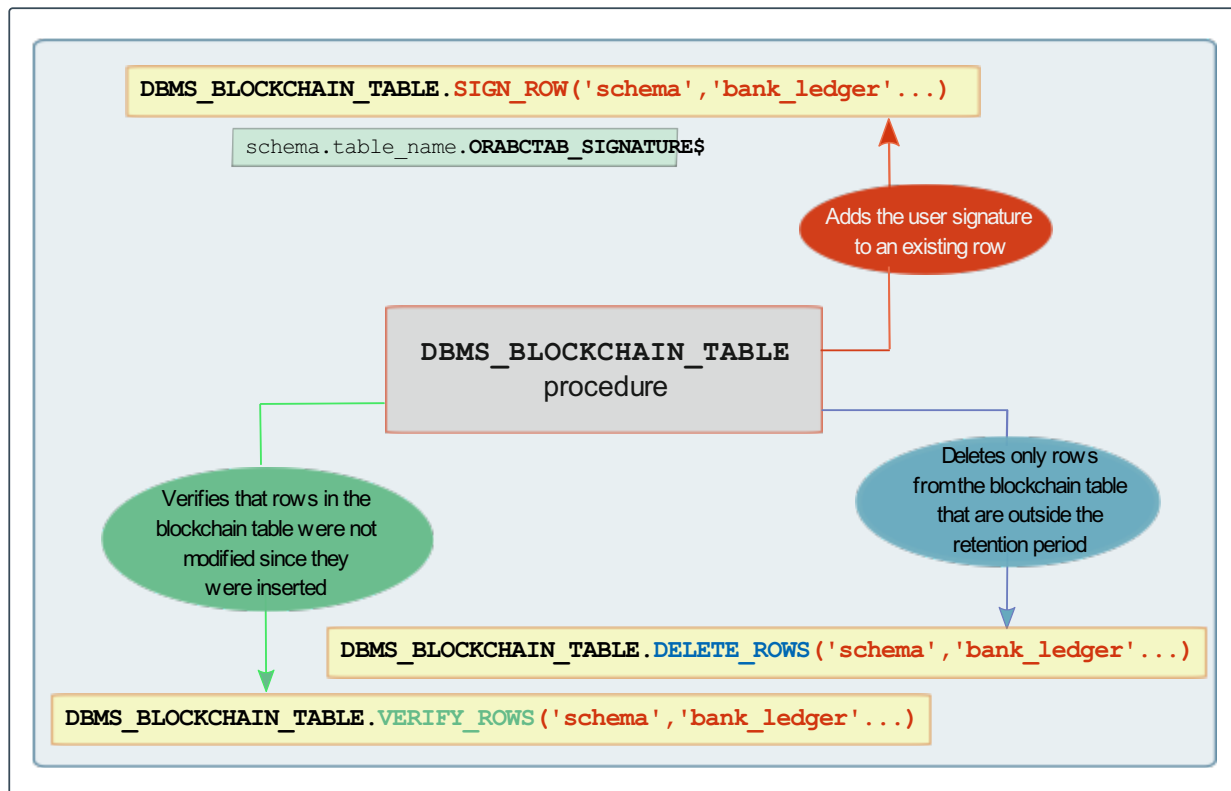 DBMS_BLOCKCHAIN_TABLE.SIGN_ROW('schema','bank_ledger'...)
schema.table_name.ORABCTAB_SIGNATURE$
Adds the user signature
to an existing row
DBMS_BLOCKCHAIN_TABLE
procedure
Verifies that rows in the
blockchain table were not
modified since they
were inserted
Deletes only rows
from the blockchain table
that are outside the
retention period
DBMS_BLOCKCHAIN_TABLE.DELETE_ROWS('schema','bank_ledger'...)
DBMS_BLOCKCHAIN_TABLE.VERIFY_ROWS('schema','bank_ledger'...)